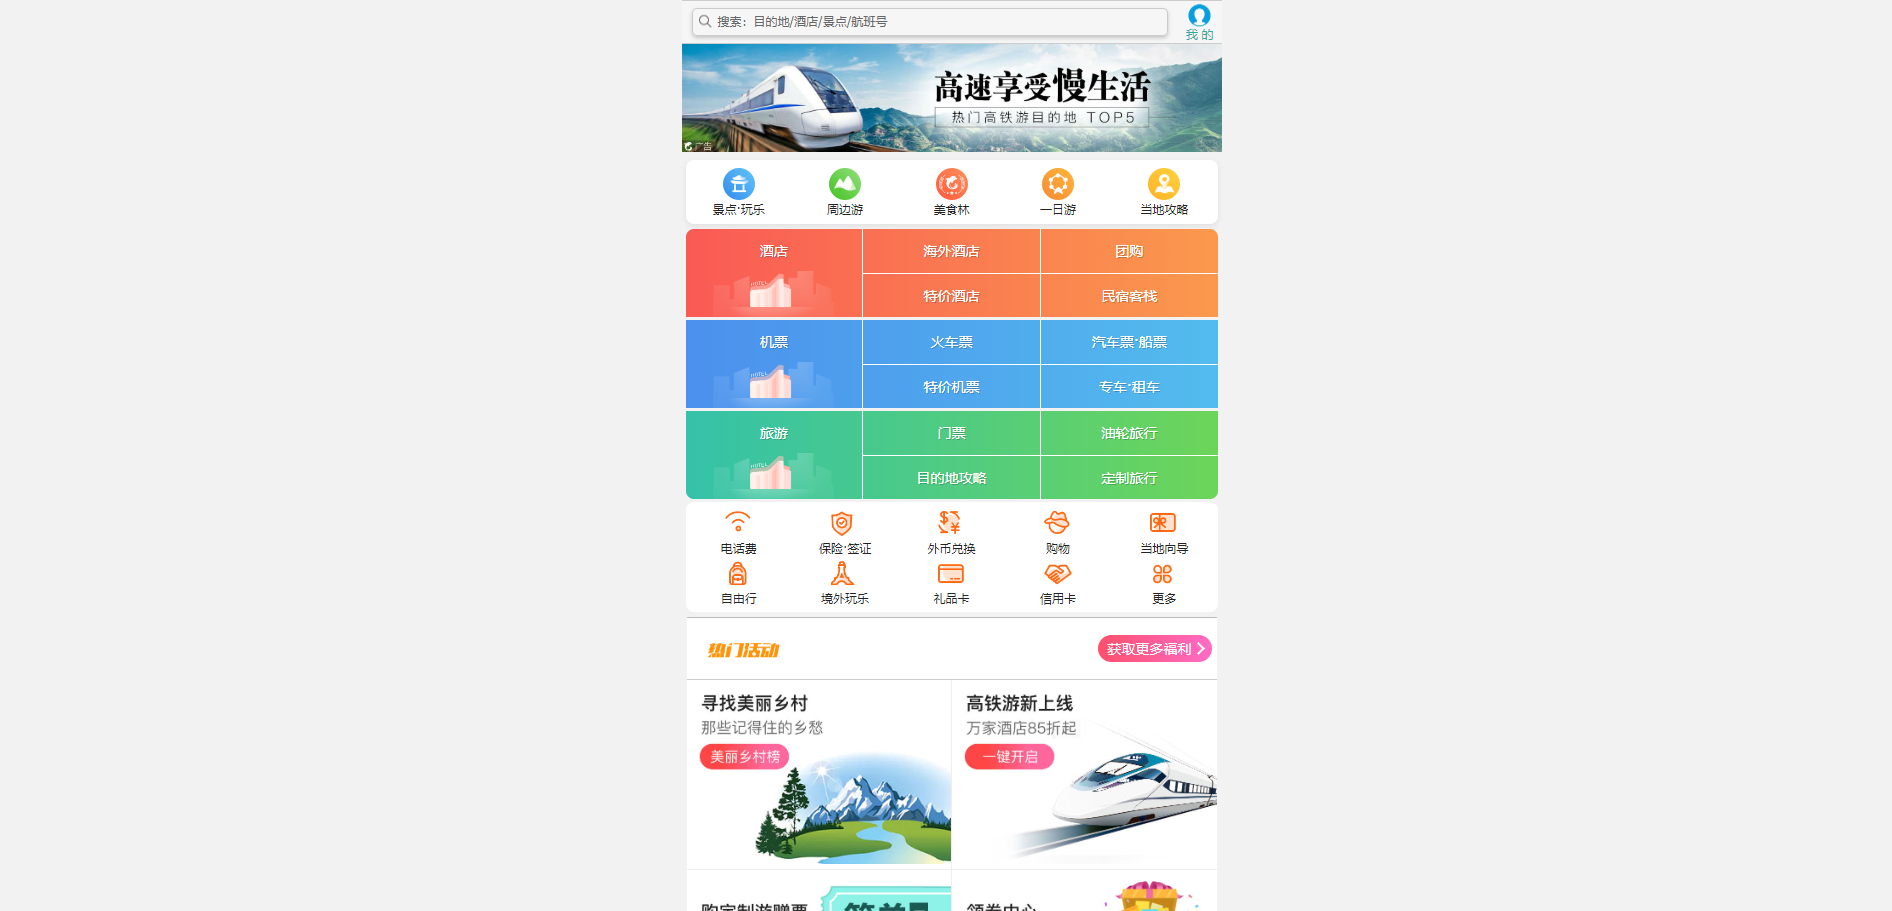 搜索：目的地/酒店/景点/航班号
我 的
高速享受慢生活
热门高铁游目的地 TOP5
广告
景点·玩乐
周边游
美食林
一日游
当地攻略
酒店
海外酒店
团购
特价酒店
民宿客栈
HOTEL
机票
火车票
汽车票·船票
特价机票
专车·租车
HOTEL
旅游
门票
油轮旅行
目的地攻略
定制旅行
HOTEL
电话费
保险·签证
外币兑换
购物
当地向导
自由行
境外玩乐
礼品卡
信用卡
更多
热门活动
获取更多福利
寻找美丽乡村
那些记得住的乡愁
美丽乡村榜
高铁游新上线
万家酒店85折起
一键开启